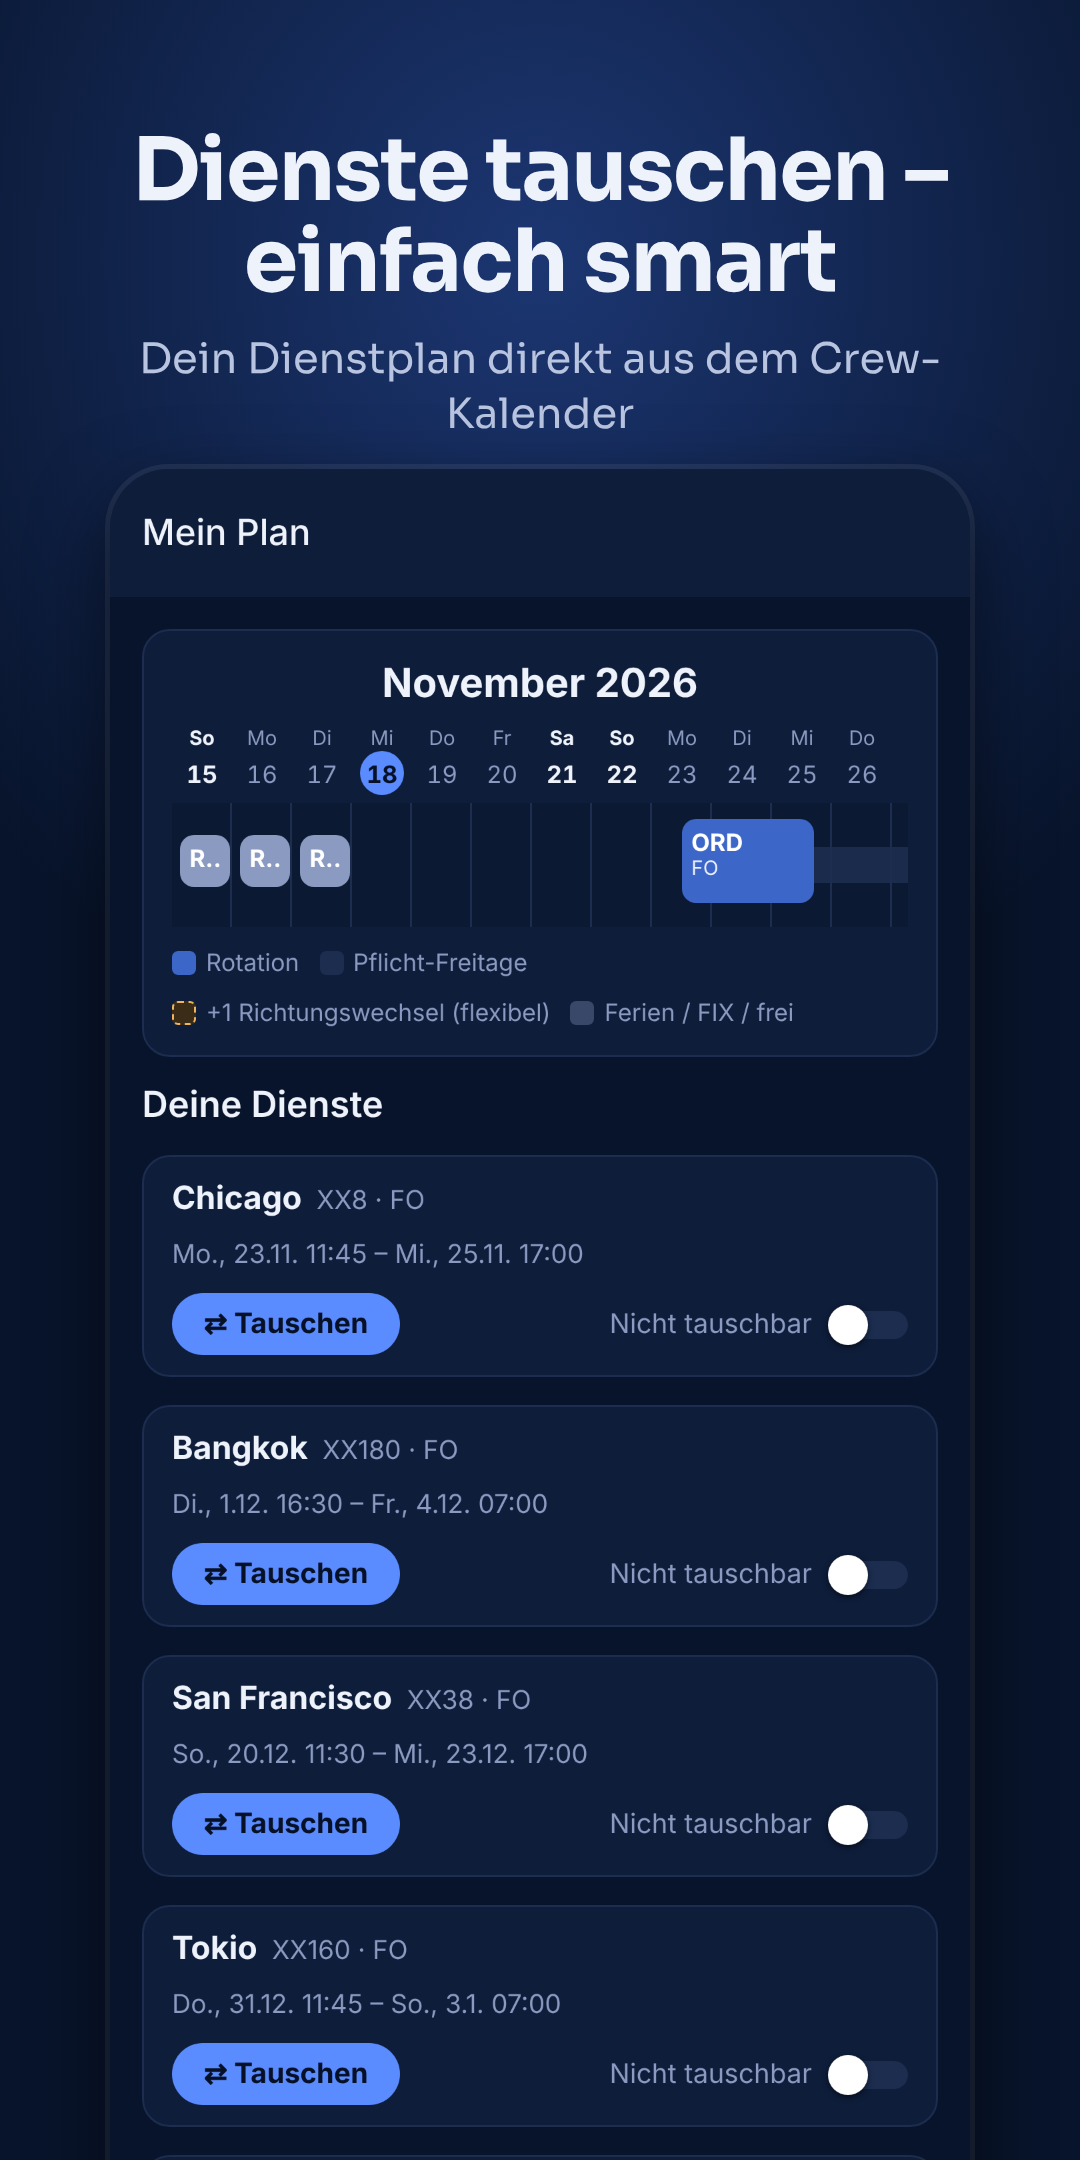 Dienste tauschen –
einfach smart
Dein Dienstplan direkt aus dem Crew-
Kalender
Mein Plan
November 2026
So Mo Di Mi Do Fr Sa So Mo Di Mi Do
15 16 17 18 19 20 21 22 23 24 25 26
R.. R.. R.. ORD
FO
Rotation Pflicht-Freitage
+1 Richtungswechsel (flexibel) Ferien / FIX / frei
Deine Dienste
Chicago XX8 · FO
Mo., 23.11. 11:45 – Mi., 25.11. 17:00
⇄ Tauschen Nicht tauschbar
Bangkok XX180 · FO
Di., 1.12. 16:30 – Fr., 4.12. 07:00
⇄ Tauschen Nicht tauschbar
San Francisco XX38 · FO
So., 20.12. 11:30 – Mi., 23.12. 17:00
⇄ Tauschen Nicht tauschbar
Tokio XX160 · FO
Do., 31.12. 11:45 – So., 3.1. 07:00
⇄ Tauschen Nicht tauschbar